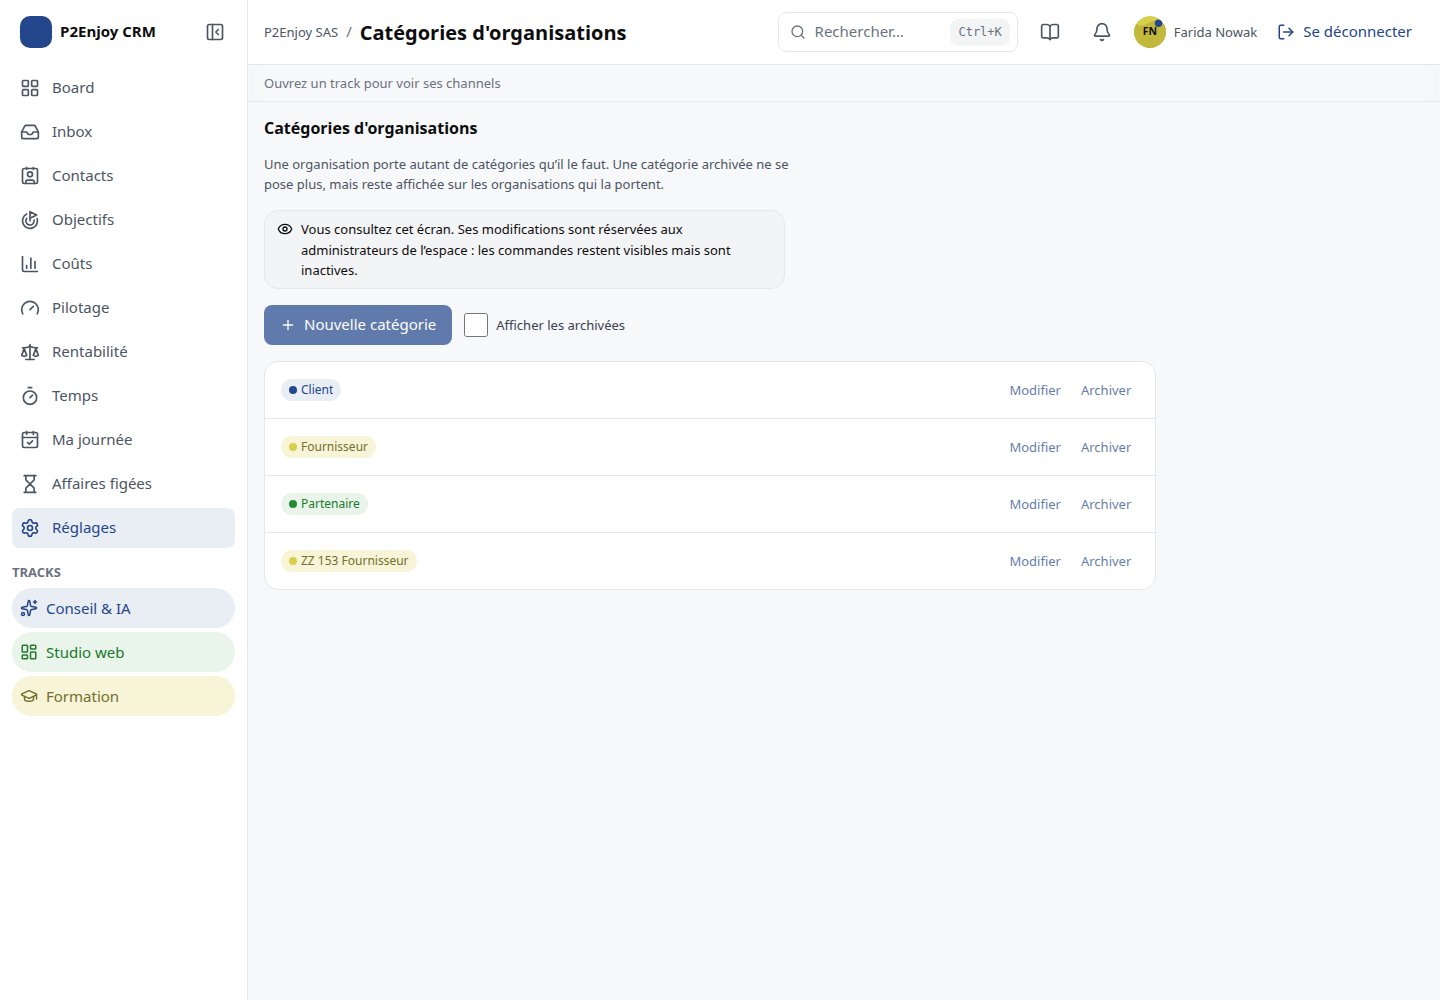 P2Enjoy CRM
Board
Inbox
Contacts
Objectifs
Coûts
Pilotage
Rentabilité
Temps
Ma journée
Affaires figées
Réglages
TRACKS
Conseil & IA
Studio web
Formation
P2Enjoy SAS / Catégories d'organisations
Rechercher... Ctrl+K
FN Farida Nowak
Se déconnecter
Ouvrez un track pour voir ses channels
Catégories d'organisations
Une organisation porte autant de catégories qu’il le faut. Une catégorie archivée ne se
pose plus, mais reste affichée sur les organisations qui la portent.
Vous consultez cet écran. Ses modifications sont réservées aux
administrateurs de l’espace : les commandes restent visibles mais sont
inactives.
Nouvelle catégorie
Afficher les archivées
Client Modifier Archiver
Fournisseur Modifier Archiver
Partenaire Modifier Archiver
ZZ 153 Fournisseur Modifier Archiver